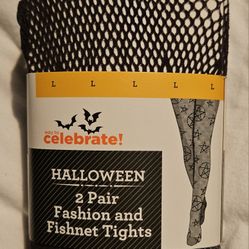 L L L L L
way to
celebrate!
HALLOWEEN
2 Pair
Fashion and
Fishnet Tights